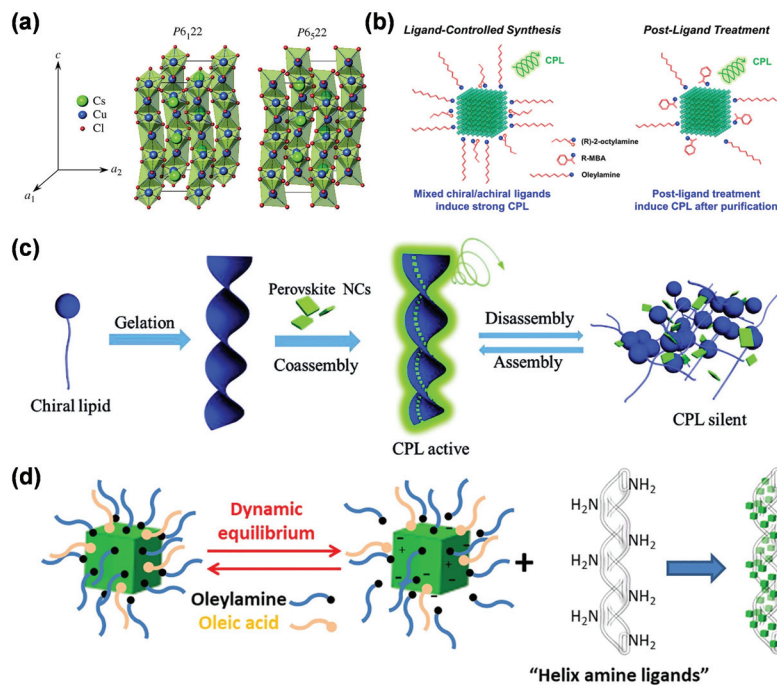 (a)
P6₁22
P6₅22
c
Cs
Cu
Cl
a₁
a₂
(b)
Ligand-Controlled Synthesis
Post-Ligand Treatment
CPL
CPL
(R)-2-octylamine
R-MBA
Oleylamine
Mixed chiral/achiral ligands
induce strong CPL
Post-ligand treatment
induce CPL after purification
(c)
Chiral lipid
Gelation
Perovskite NCs
Coassembly
CPL active
Disassembly
Assembly
CPL silent
(d)
Dynamic
equilibrium
Oleylamine
Oleic acid
+
-
+
-
+
-
-
+
-
-
+
NH₂
H₂N
NH₂
H₂N
NH₂
H₂N
NH₂
"Helix amine ligands"